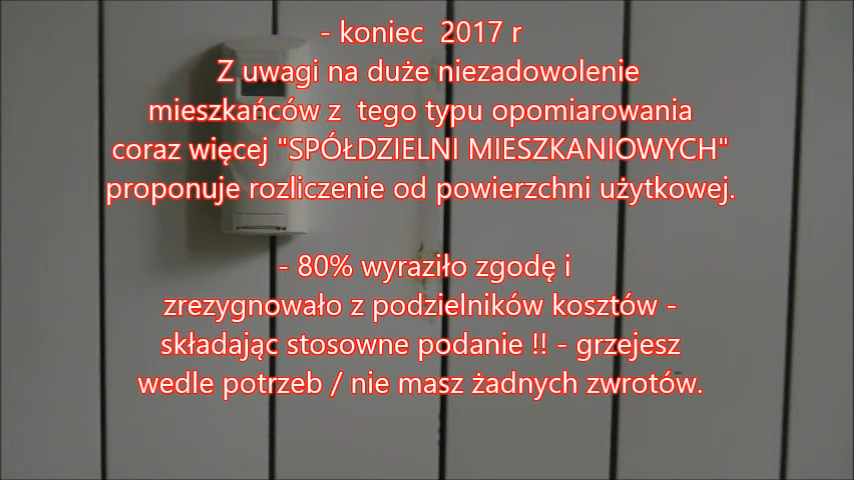 - koniec  2017 r
Z uwagi na duże niezadowolenie
mieszkańców z  tego typu opomiarowania
coraz więcej "SPÓŁDZIELNI MIESZKANIOWYCH"
proponuje rozliczenie od powierzchni użytkowej.
- 80% wyraziło zgodę i
zrezygnowało z podzielników kosztów -
składając stosowne podanie !! - grzejesz
wedle potrzeb / nie masz żadnych zwrotów.